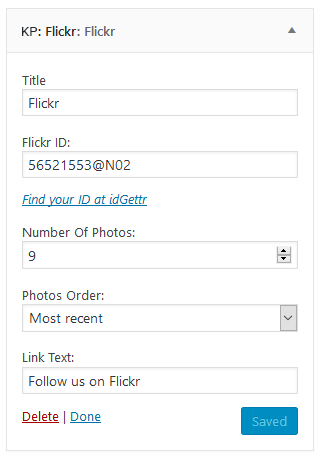 KP: Flickr: Flickr
Title
Flickr
Flickr ID:
56521553@N02
Find your ID at idGettr
Number Of Photos:
9
Photos Order:
Most recent
Link Text:
Follow us on Flickr
Delete | Done
Saved